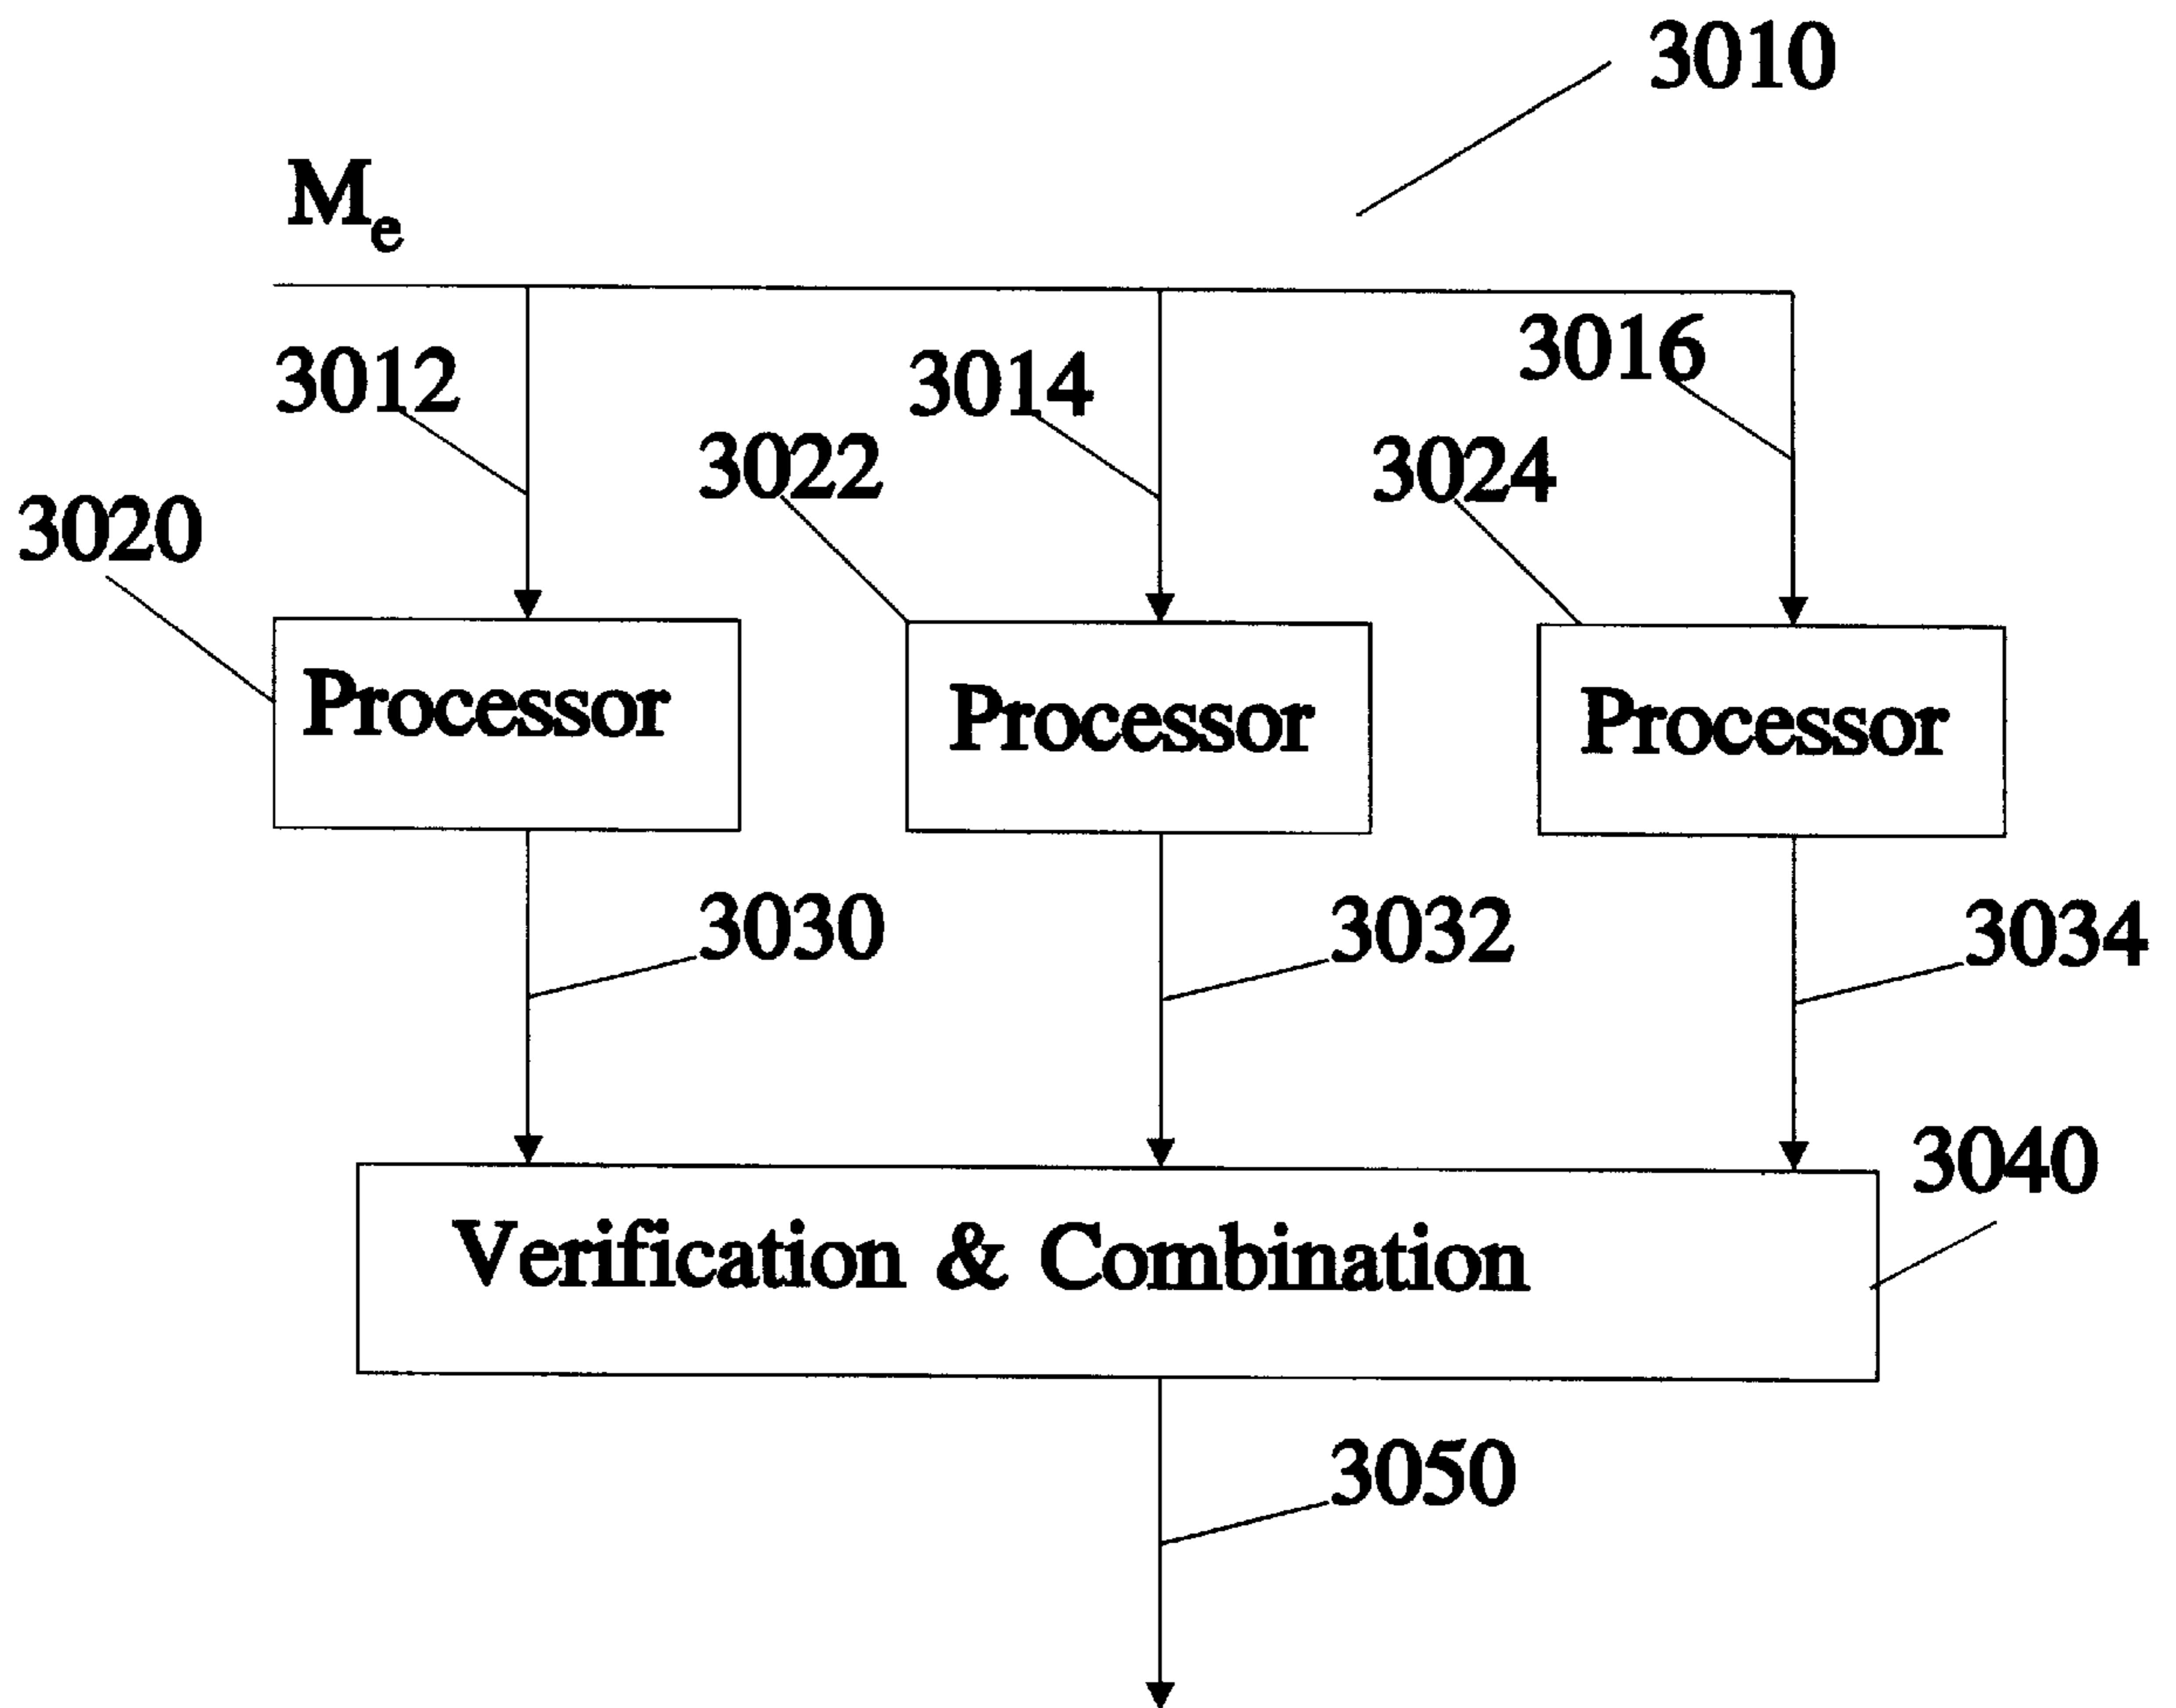 3010
Me
3012
3014
3016
3020
3022
3024
Processor
Processor
Processor
3030
3032
3034
3040
Verification & Combination
3050